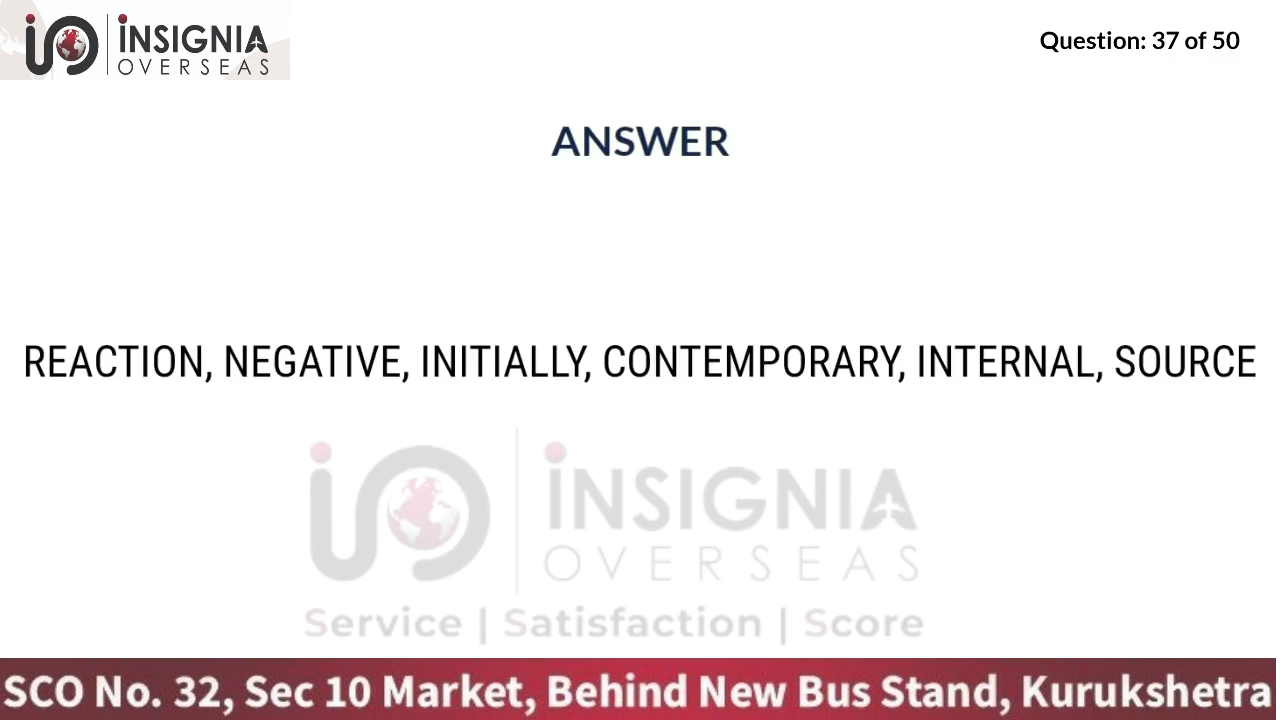 iNSIGNIA
OVERSEAS
Question: 37 of 50
ANSWER
REACTION, NEGATIVE, INITIALLY, CONTEMPORARY, INTERNAL, SOURCE
iNSIGNIA
OVERSEAS
Service | Satisfaction | Score
SCO No. 32, Sec 10 Market, Behind New Bus Stand, Kurukshetra